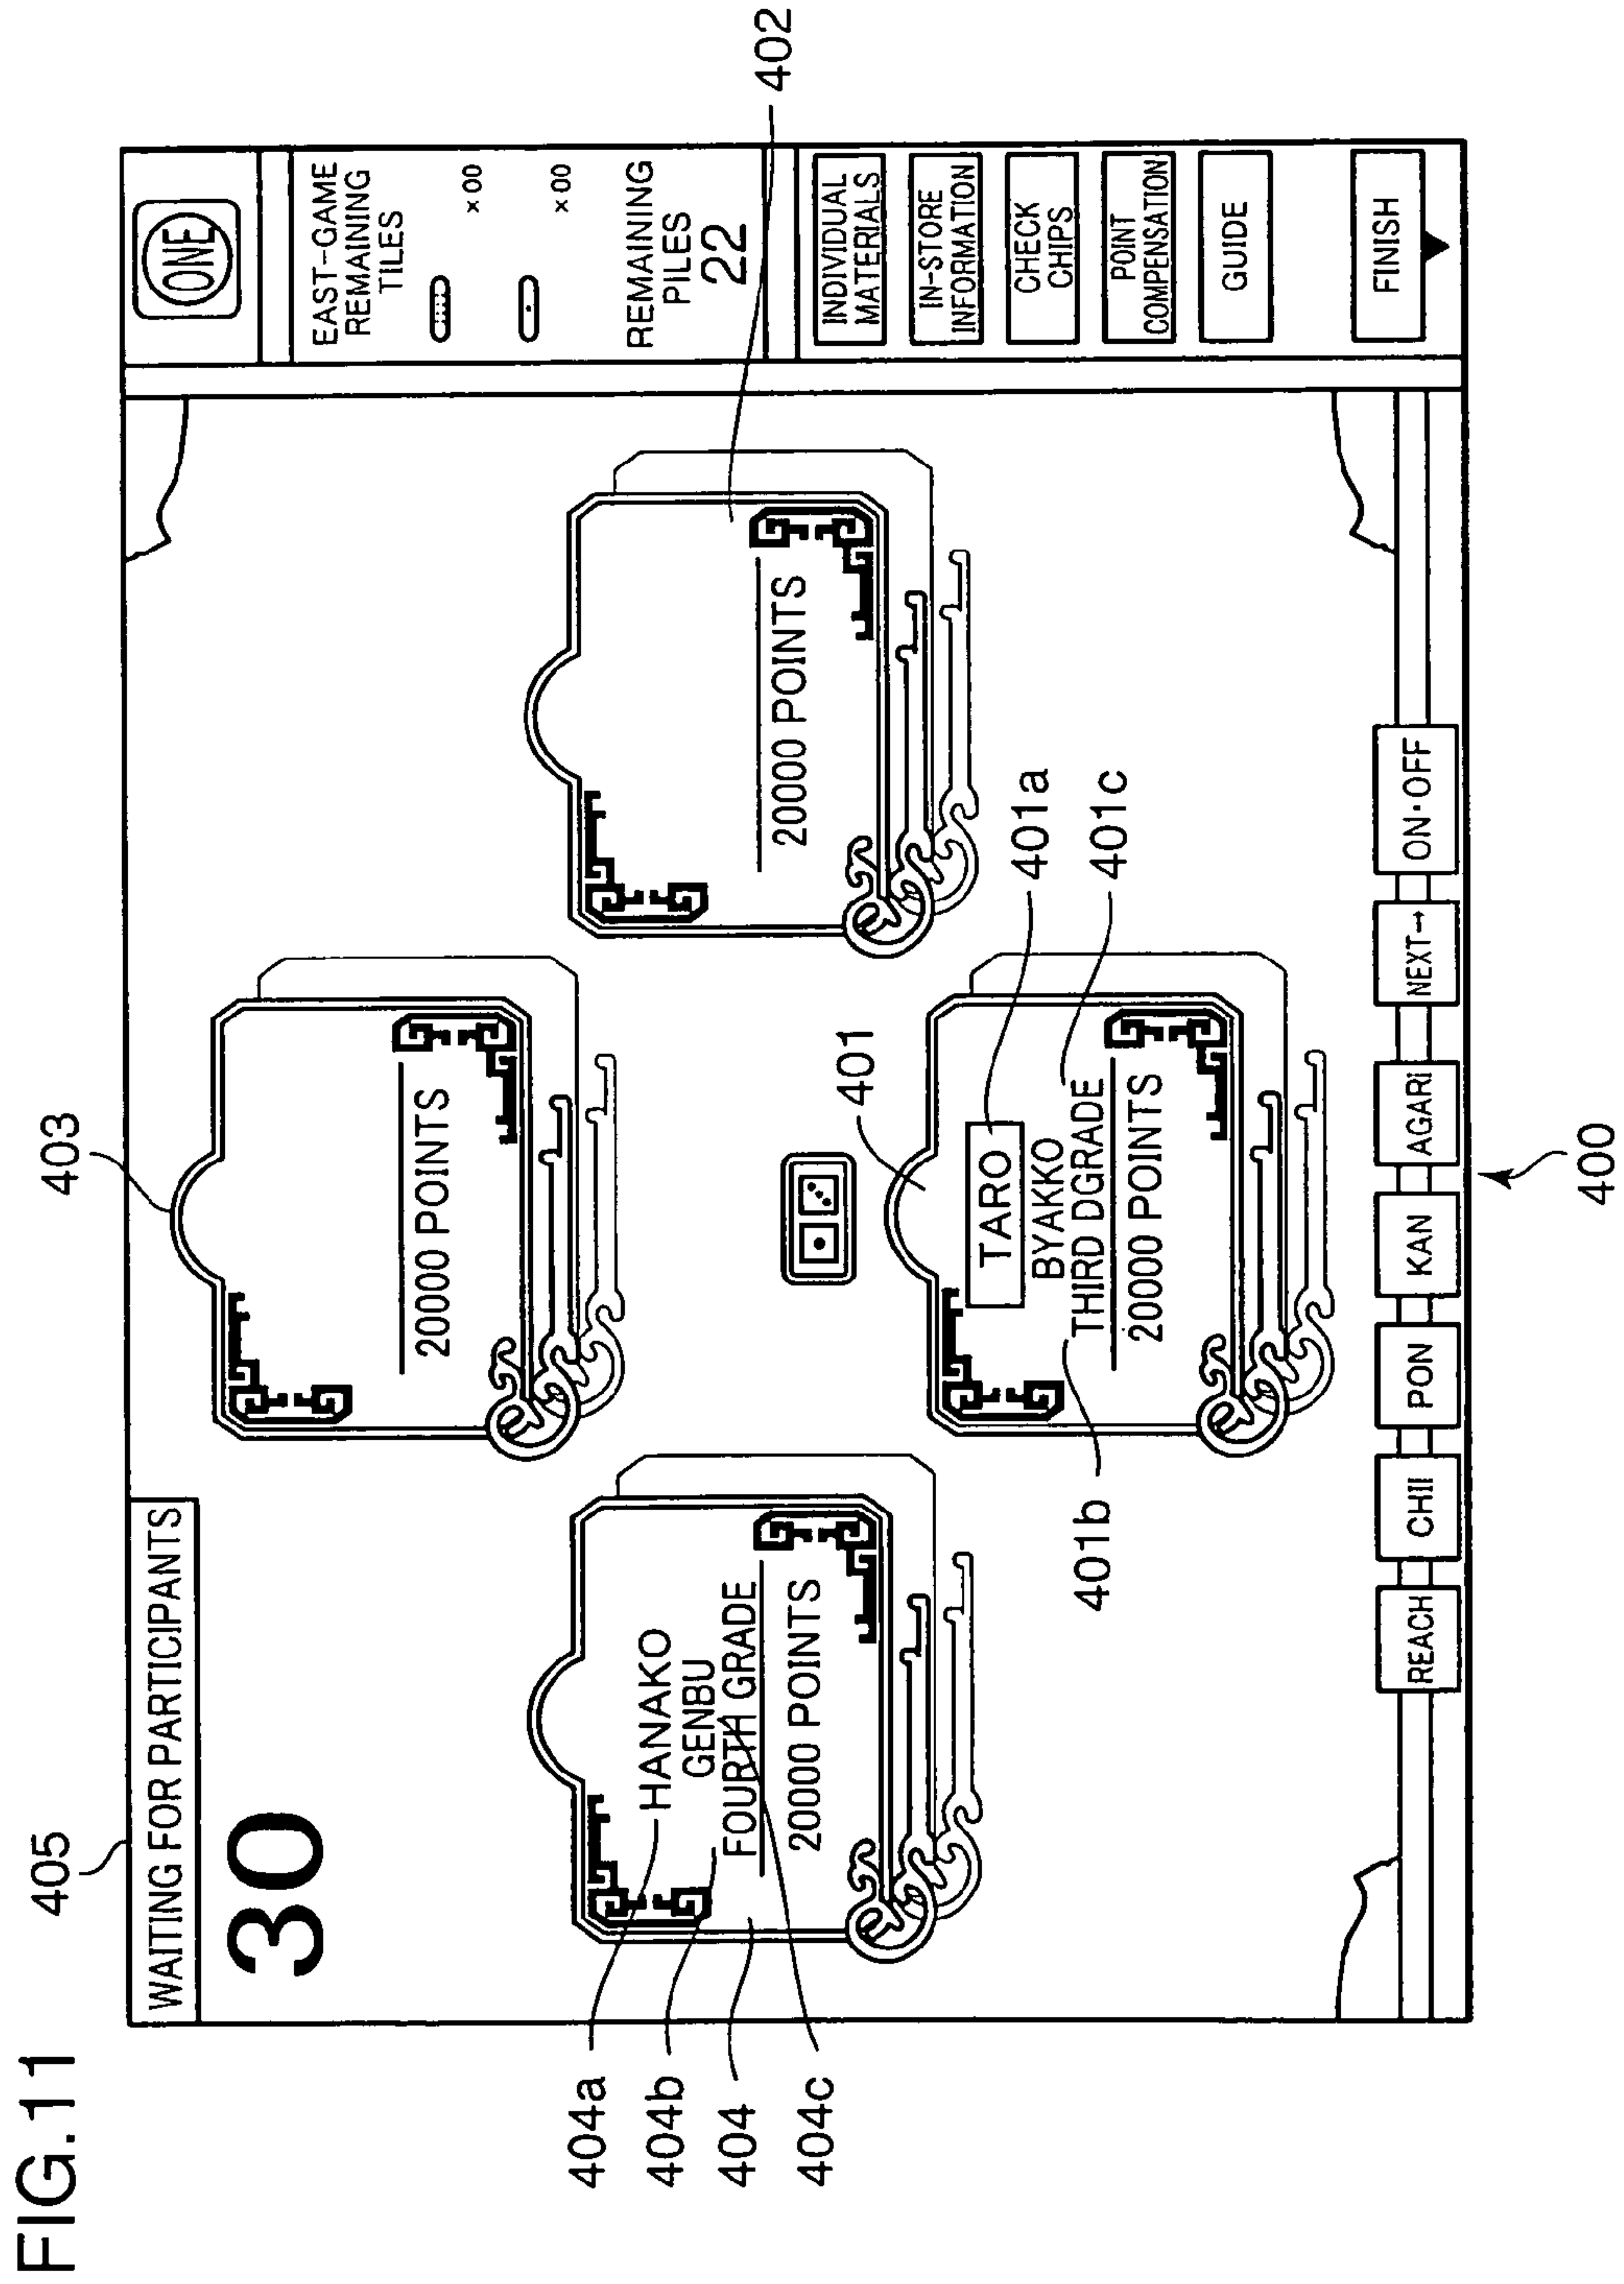 FIG.11
405
WAITING FOR PARTICIPANTS
30
403
20000 POINTS
ONE
EAST-GAME
REMAINING
TILES
×00
×00
REMAINING
PILES
22
402
404a
404b
404
404c
HANAKO
GENBU
FOURTH GRADE
20000 POINTS
20000 POINTS
401
TARO
BYAKKO
THIRD DGRADE
20000 POINTS
401a
401c
401b
INDIVIDUAL
MATERIALS
IN-STORE
INFORMATION
CHECK
CHIPS
POINT
COMPENSATION
GUIDE
FINISH
REACH
CHII
PON
KAN
AGARi
NEXT→
ON·OFF
400